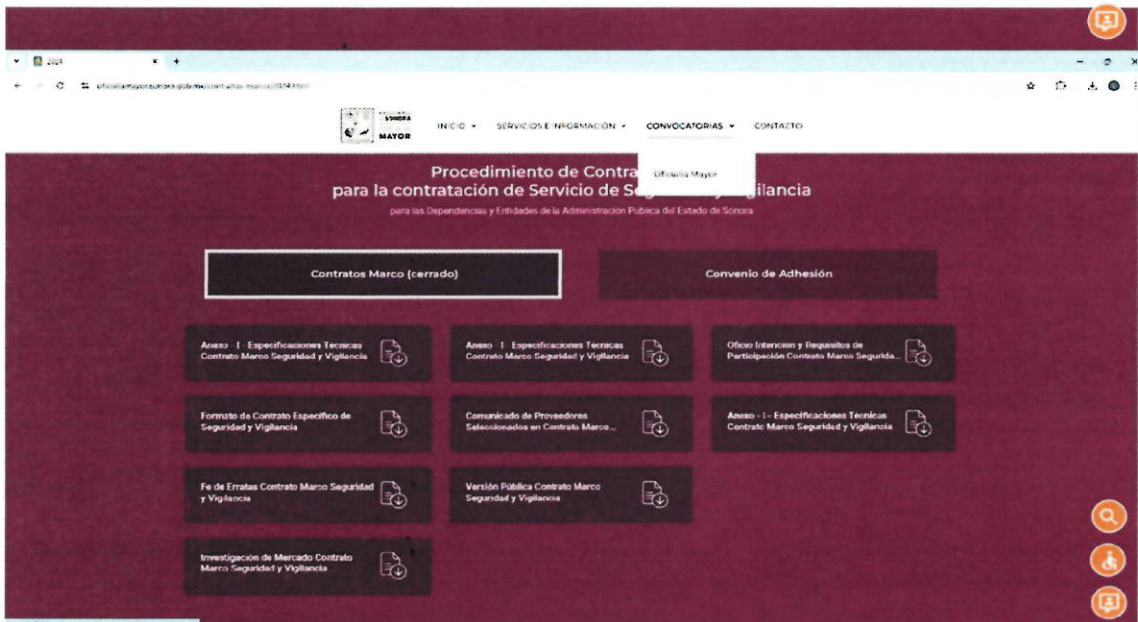 2024
SONORA
MAYOR
INICIO
SERVICIOS E INFORMACIÓN
CONVOCATORIAS
CONTACTO
Oficialía Mayor
Procedimiento de Contra
para la contratación de Servicio de Se gilancia
para las Dependencias y Entidades de la Administración Pública del Estado de Sonora
Contratos Marco (cerrado)
Convenio de Adhesión
Anexo - I - Especificaciones Tecnicas
Contrato Marco Seguridad y Vigilancia
Anexo - I - Especificaciones Tecnicas
Contrato Marco Seguridad y Vigilancia
Oficio Intencion y Requisitos de
Participación Contrato Marco Segurida...
Formato de Contrato Específico de
Seguridad y Vigilancia
Comunicado de Proveedores
Seleccionados en Contrato Marco...
Anexo - I - Especificaciones Tecnicas
Contrato Marco Seguridad y Vigilancia
Fe de Erratas Contrato Marco Seguridad
y Vigilancia
Versión Pública Contrato Marco
Seguridad y Vigilancia
Investigación de Mercado Contrato
Marco Seguridad y Vigilancia